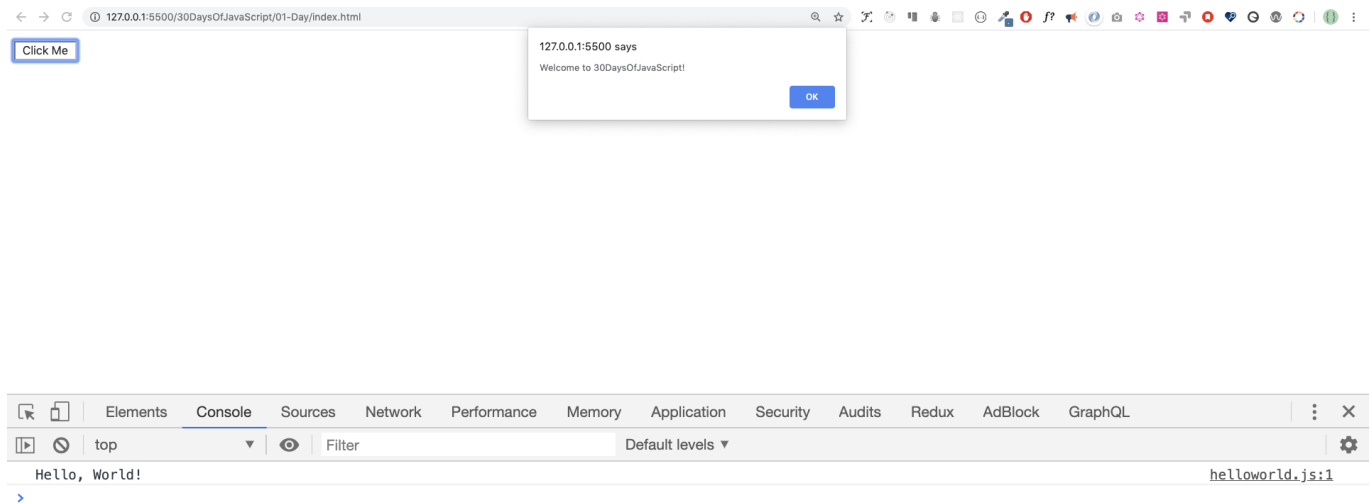 127.0.0.1:5500/30DaysOfJavaScript/01-Day/index.html
Click Me
127.0.0.1:5500 says
Welcome to 30DaysOfJavaScript!
OK
Elements Console Sources Network Performance Memory Application Security Audits Redux AdBlock GraphQL
top Filter Default levels ▼
Hello, World! helloworld.js:1
>